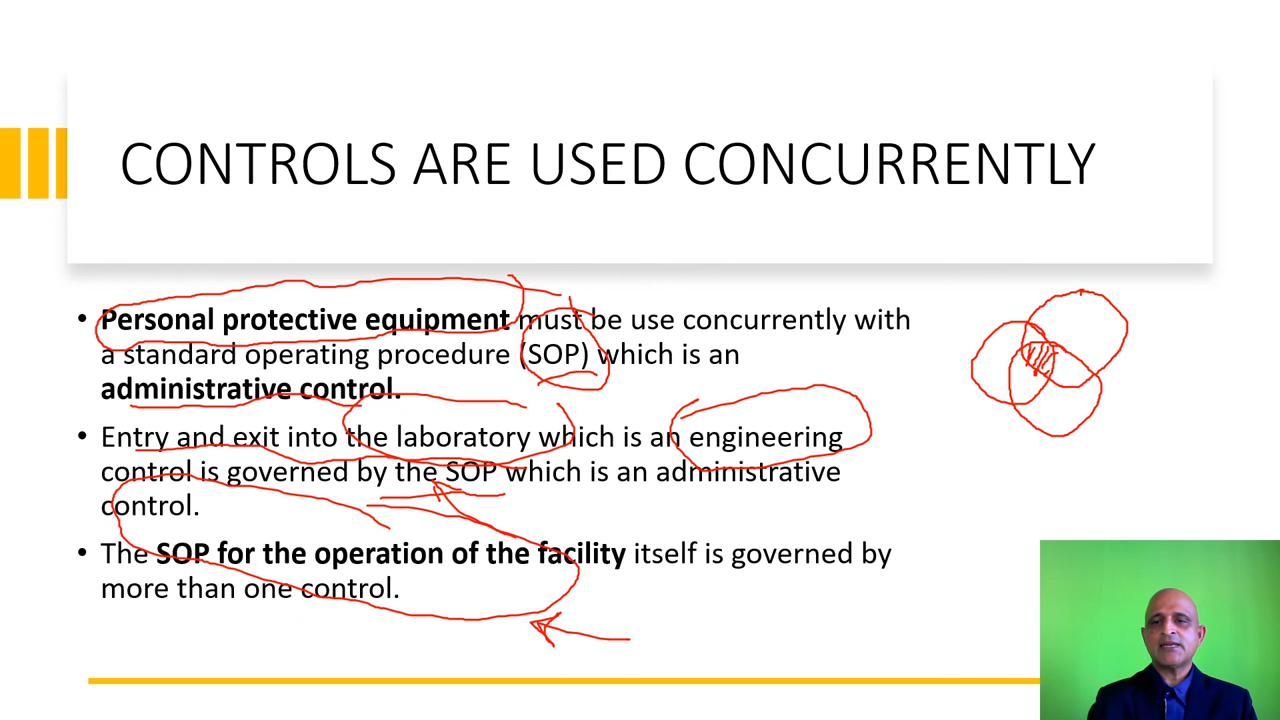 CONTROLS ARE USED CONCURRENTLY
• Personal protective equipment must be use concurrently with
a standard operating procedure (SOP) which is an
administrative control.
• Entry and exit into the laboratory which is an engineering
control is governed by the SOP which is an administrative
control.
• The SOP for the operation of the facility itself is governed by
more than one control.